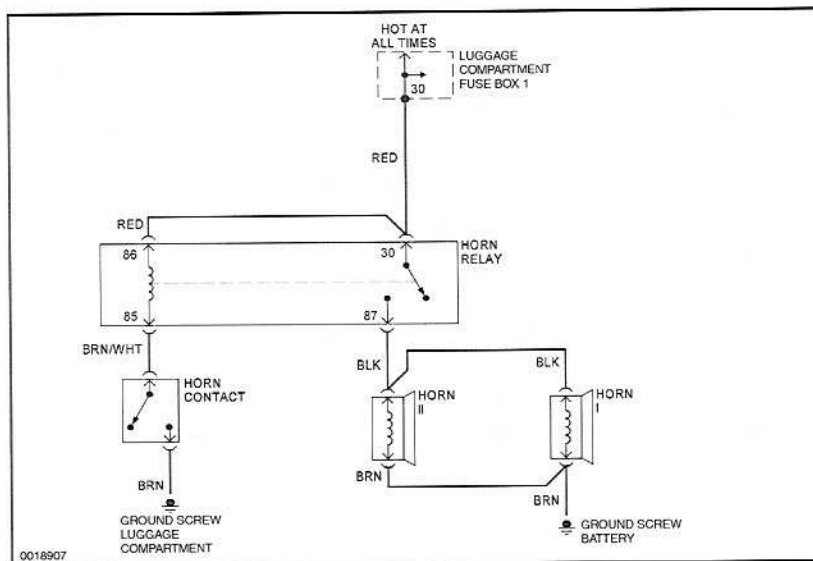 HOT AT
ALL TIMES
LUGGAGE
COMPARTMENT
FUSE BOX 1
30
RED
RED
86
30
HORN
RELAY
85
87
BRN/WHT
BLK
BLK
HORN
CONTACT
HORN
II
HORN
I
BRN
BRN
BRN
GROUND SCREW
LUGGAGE
COMPARTMENT
GROUND SCREW
BATTERY
0018907